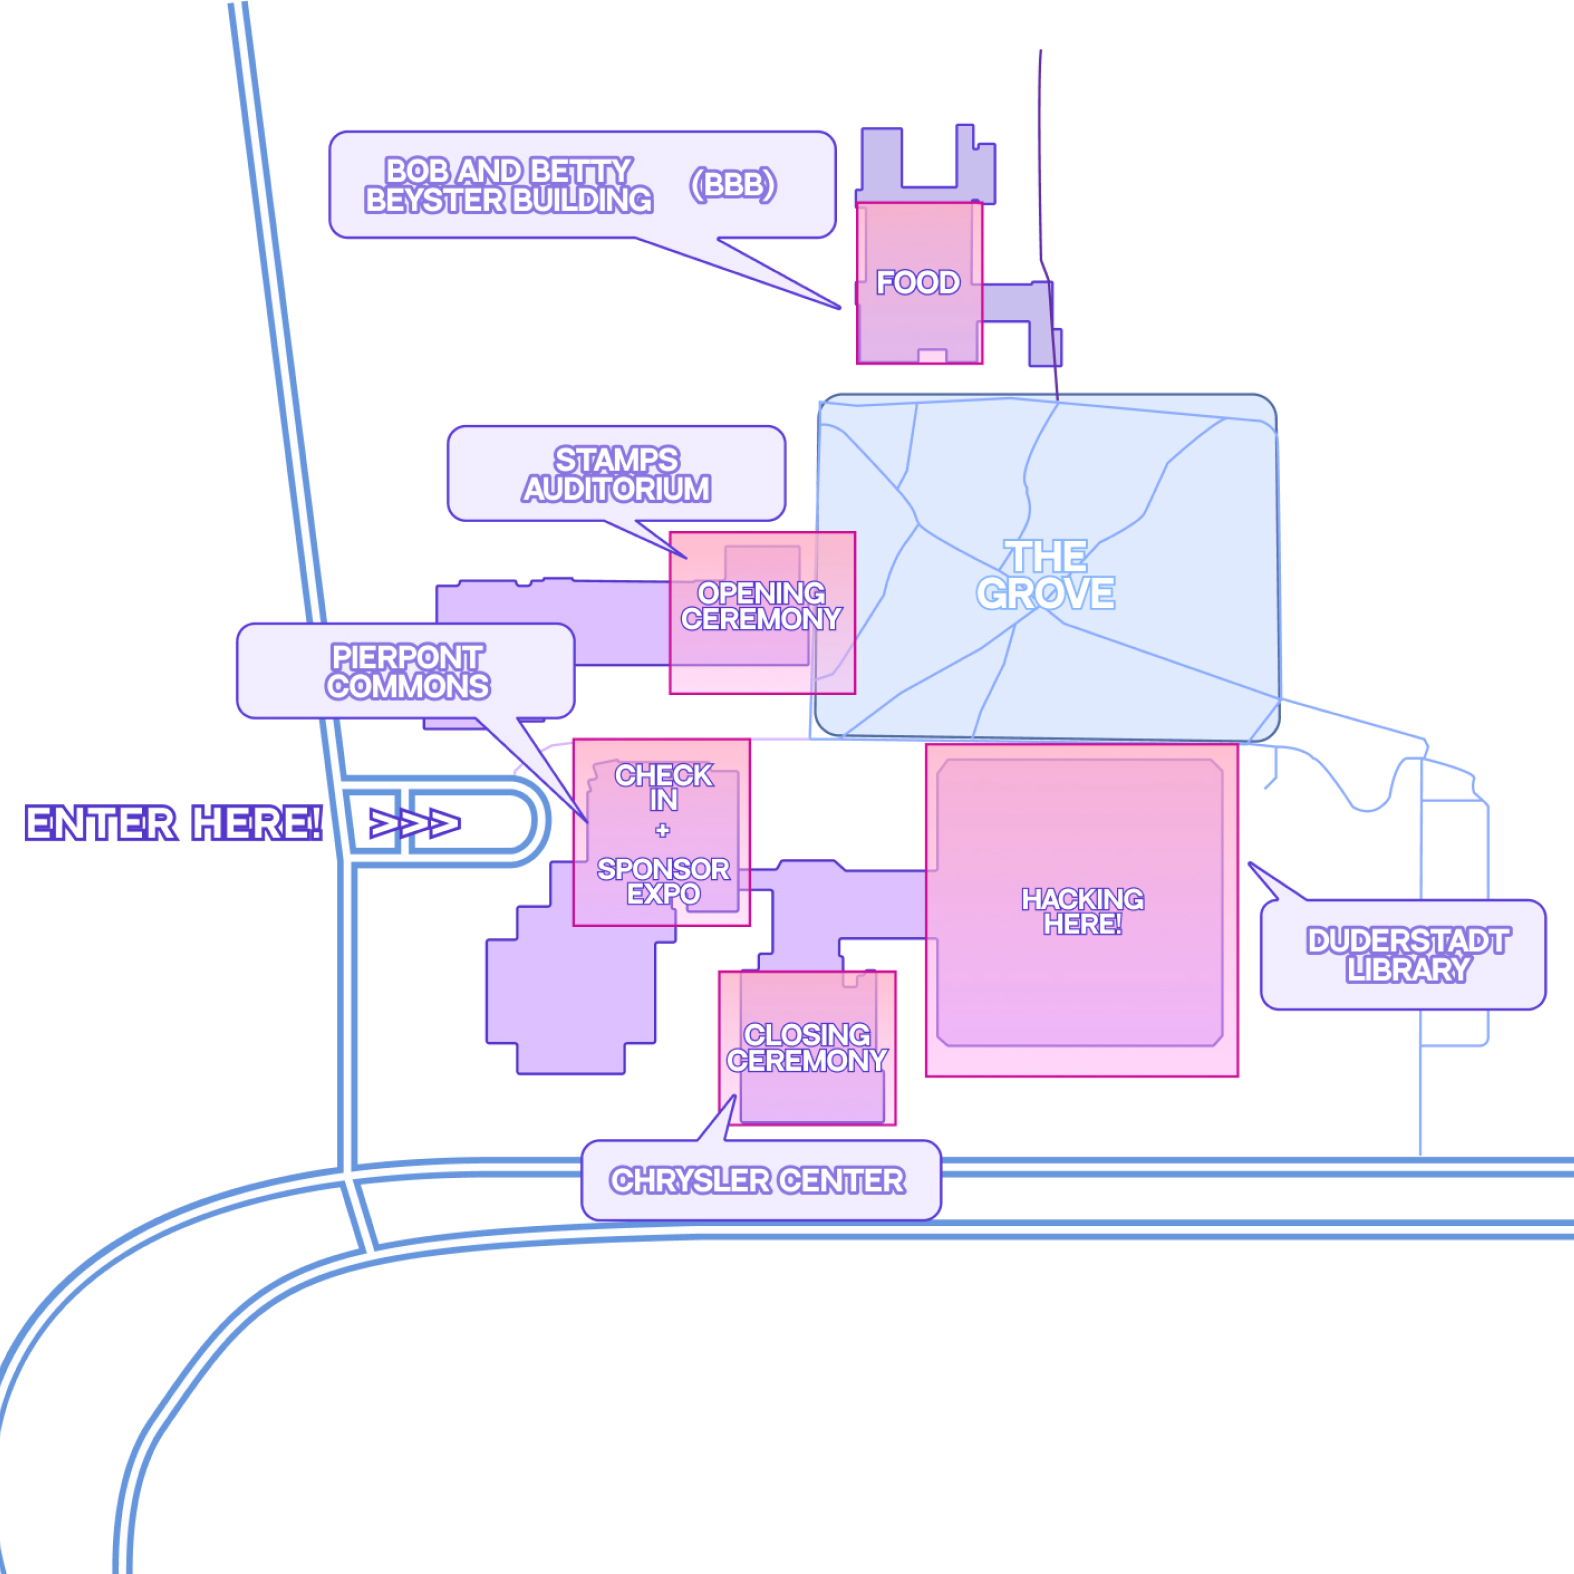 BOB AND BETTY
BEYSTER BUILDING
(BBB)
FOOD
STAMPS
AUDITORIUM
THE
GROVE
OPENING
CEREMONY
PIERPONT
COMMONS
CHECK
IN
+
SPONSOR
EXPO
ENTER HERE! >>>
HACKING
HERE!
DUDERSTADT
LIBRARY
CLOSING
CEREMONY
CHRYSLER CENTER